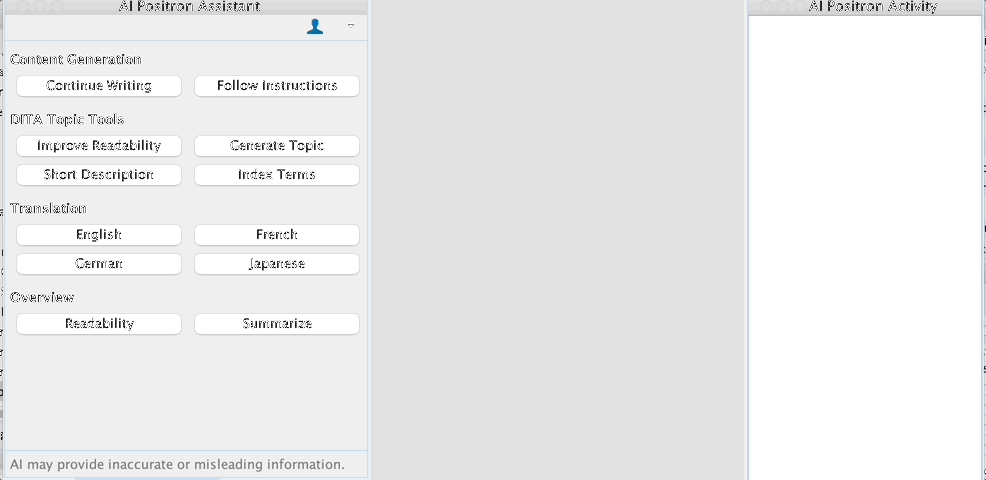 AI Positron Assistant
AI Positron Activity
Content Generation
Continue Writing
Follow Instructions
DITA Topic Tools
Improve Readability
Generate Topic
Short Description
Index Terms
Translation
English
French
German
Japanese
Overview
Readability
Summarize
AI may provide inaccurate or misleading information.